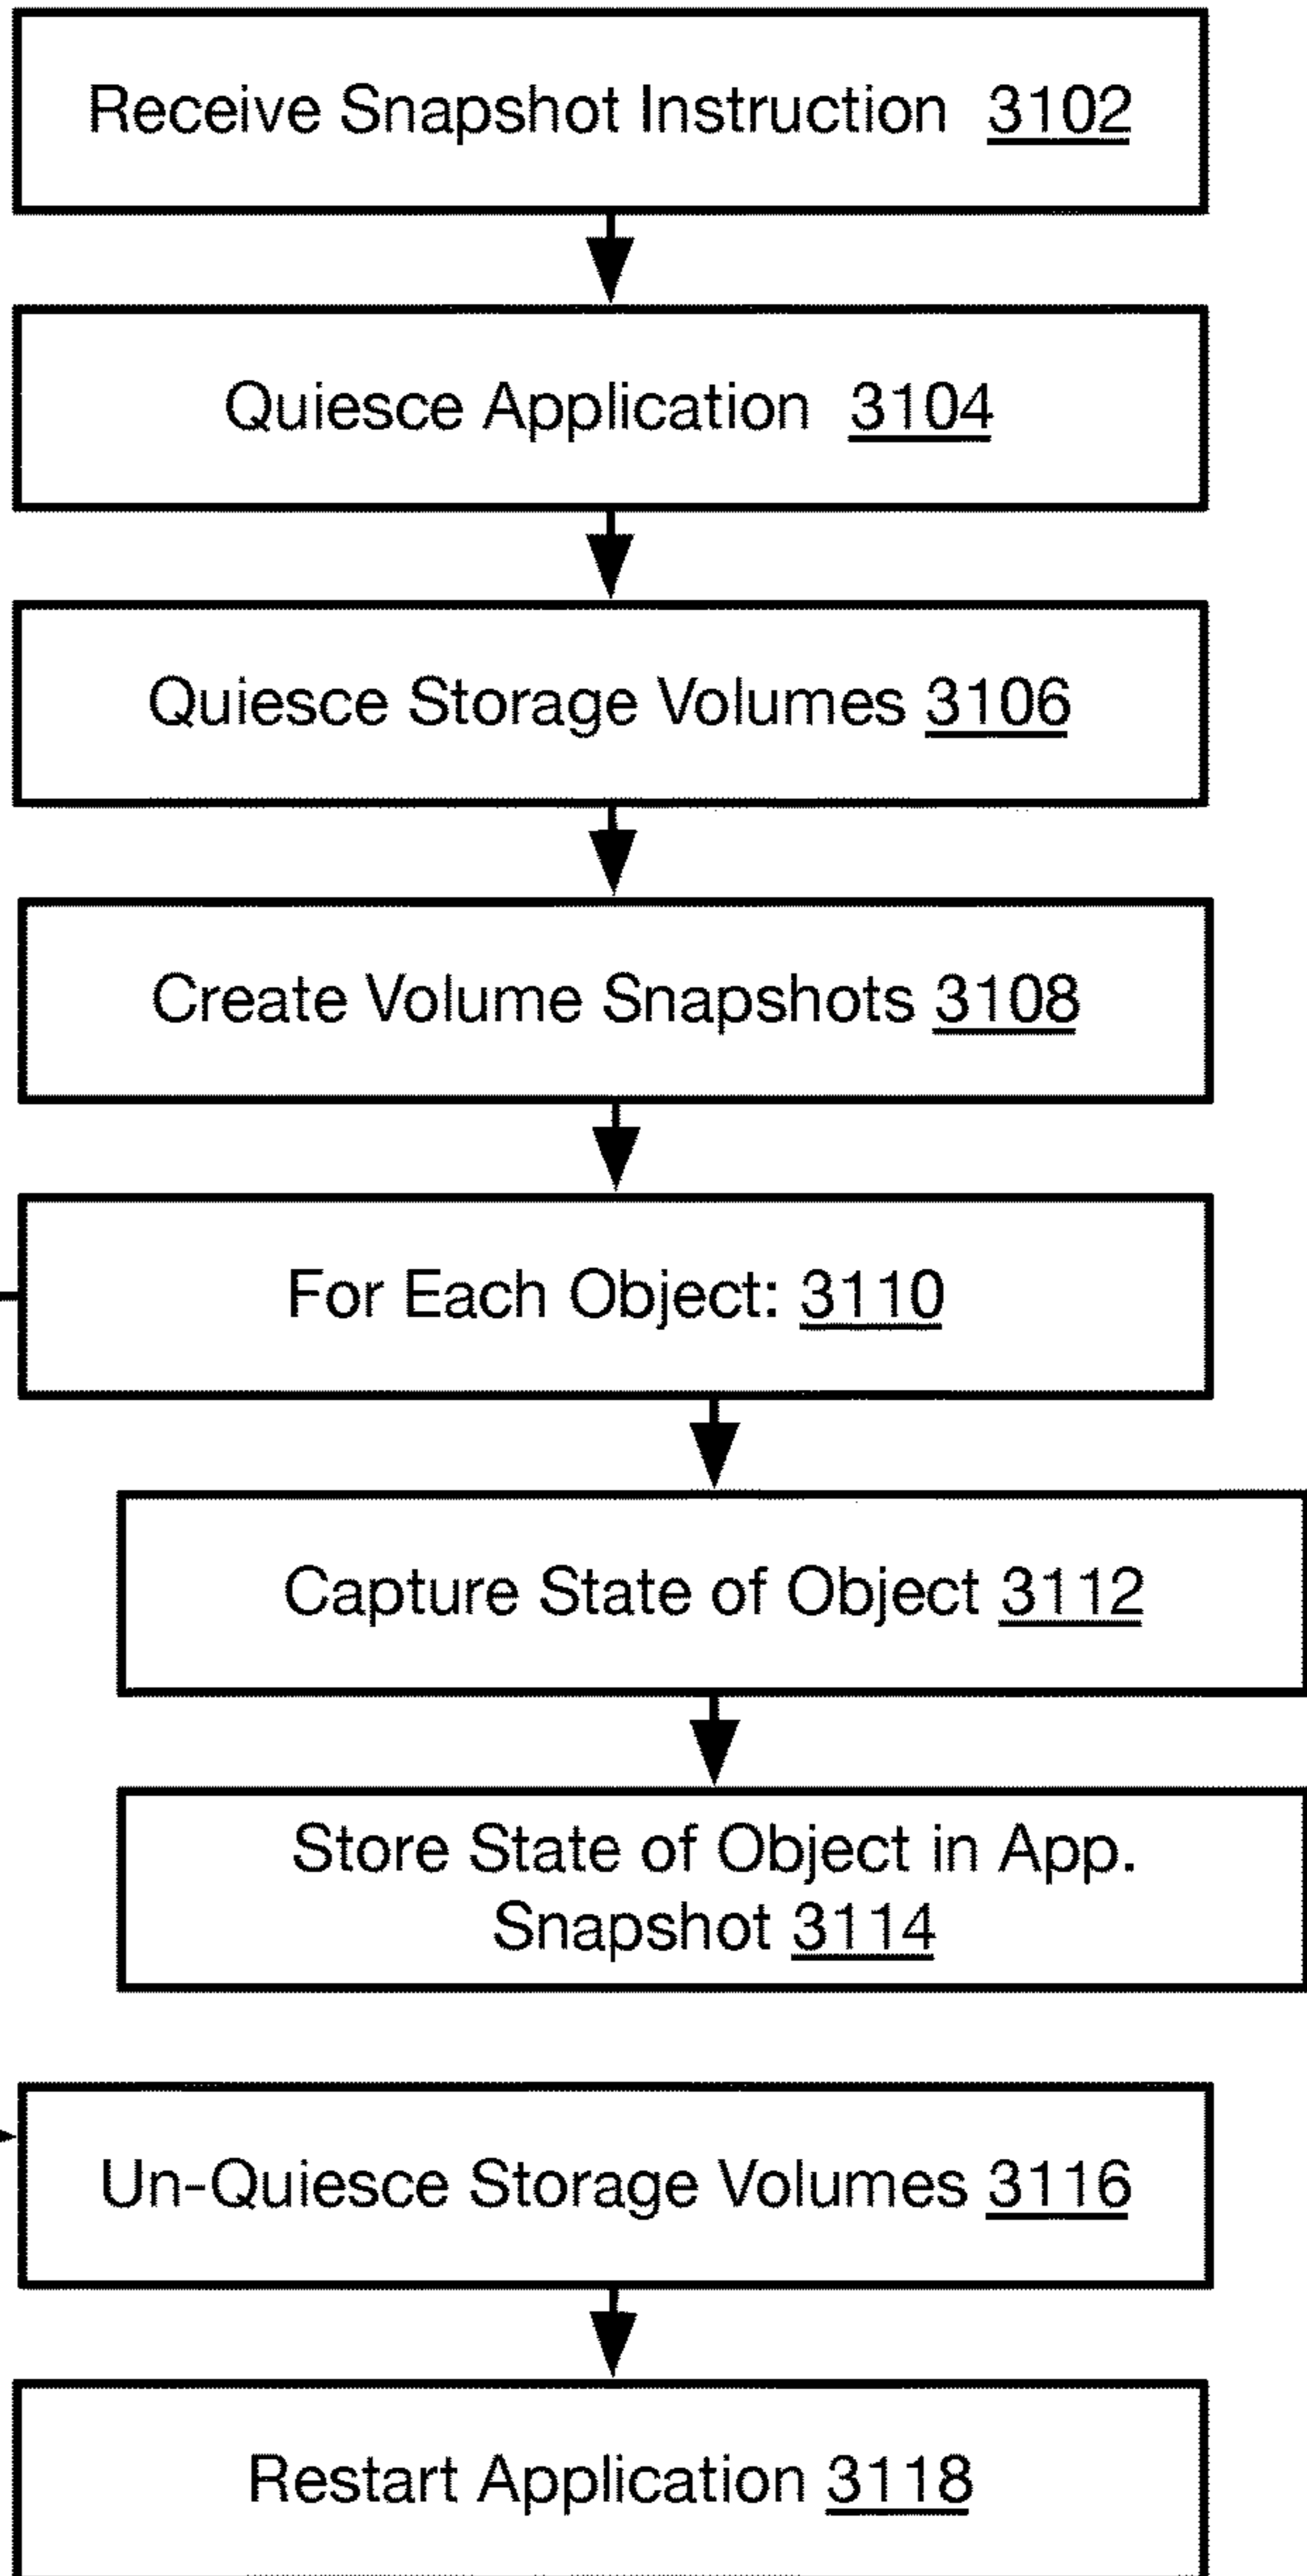 Receive Snapshot Instruction 3102
Quiesce Application 3104
Quiesce Storage Volumes 3106
Create Volume Snapshots 3108
For Each Object: 3110
Capture State of Object 3112
Store State of Object in App.
Snapshot 3114
Un-Quiesce Storage Volumes 3116
Restart Application 3118